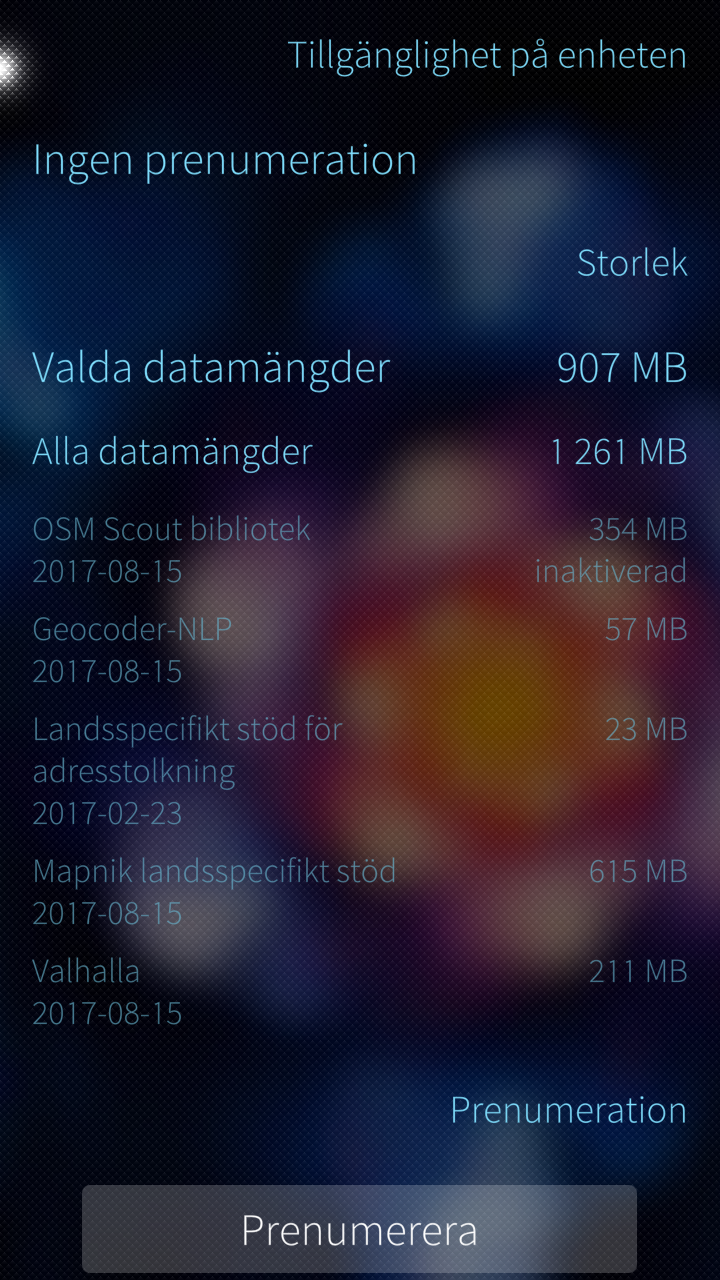 Tillgänglighet på enheten
Ingen prenumeration
Storlek
Valda datamängder 907 MB
Alla datamängder 1 261 MB
OSM Scout bibliotek 354 MB
2017-08-15 inaktiverad
Geocoder-NLP 57 MB
2017-08-15
Landsspecifikt stöd för 23 MB
adresstolkning
2017-02-23
Mapnik landsspecifikt stöd 615 MB
2017-08-15
Valhalla 211 MB
2017-08-15
Prenumeration
Prenumerera